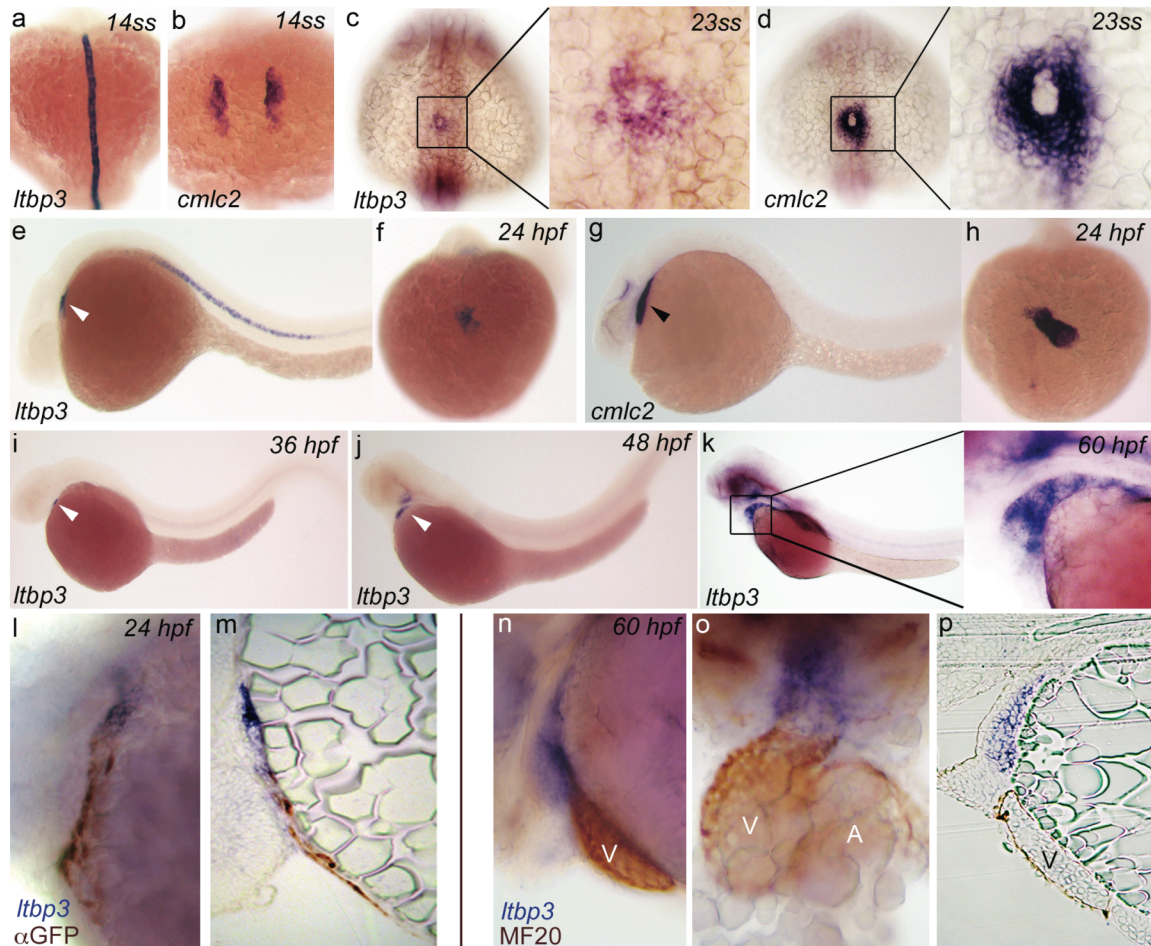 a 14ss ltbp3
b 14ss cmlc2
c 23ss ltbp3
d 23ss cmlc2
e ltbp3
f 24 hpf
g cmlc2
h 24 hpf
i 36 hpf ltbp3
j 48 hpf ltbp3
k 60 hpf ltbp3
l 24 hpf
ltbp3
αGFP
m
n 60 hpf
V
ltbp3
MF20
o
V A
p
V